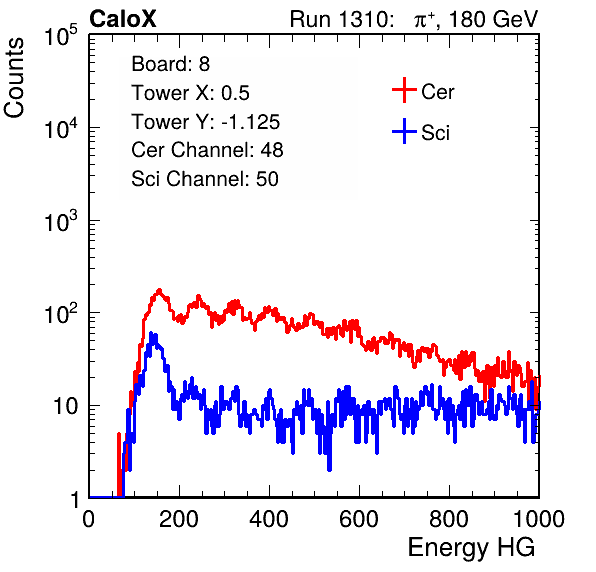 CaloX Run 1310: π⁺, 180 GeV
Counts
10⁵
10⁴
10³
10²
10
1
Board: 8
Tower X: 0.5
Tower Y: -1.125
Cer Channel: 48
Sci Channel: 50
Cer
Sci
0 200 400 600 800 1000
Energy HG